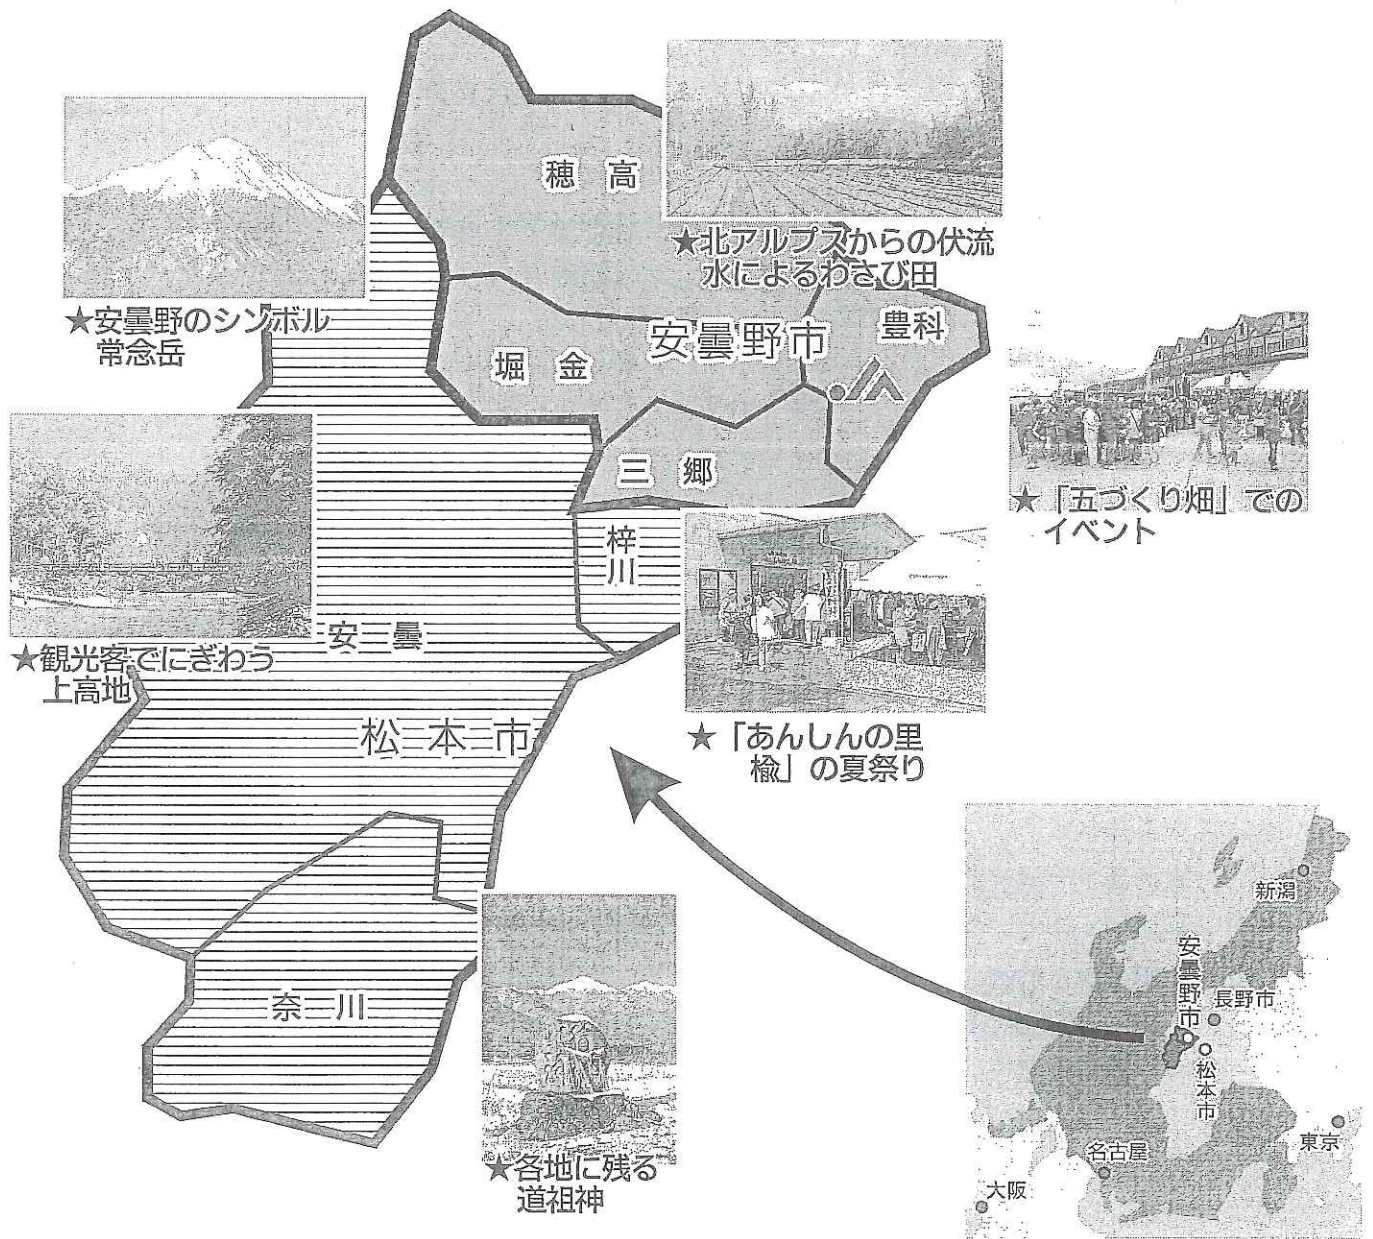 穂高
★北アルプスからの伏流
水によるわさび田
★安曇野のシンボル
常念岳
安曇野市
豊科
堀金
三郷
★「五づくり畑」での
イベント
梓川
安曇
★観光客でにぎわう
上高地
松本市
★「あんしんの里
楡」の夏祭り
奈川
★各地に残る
道祖神
新潟
安曇野市
長野市
松本市
東京
名古屋
大阪